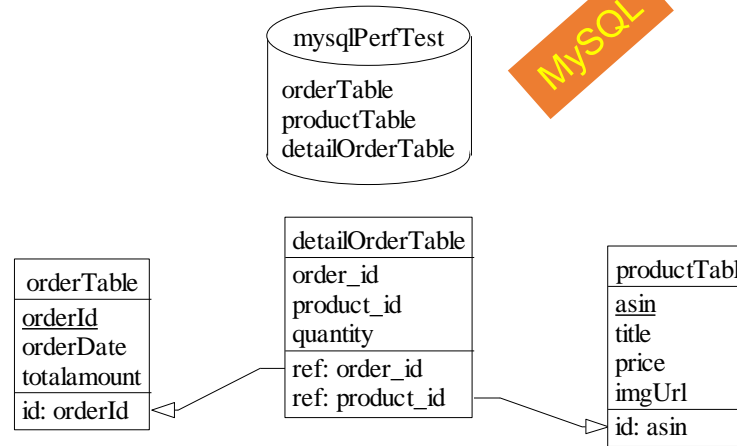 mysqlPerfTest
MySQL
orderTable
productTable
detailOrderTable
orderTable
orderId
orderDate
totalamount
id: orderId
detailOrderTable
order_id
product_id
quantity
ref: order_id
ref: product_id
productTabl
asin
title
price
imgUrl
id: asin